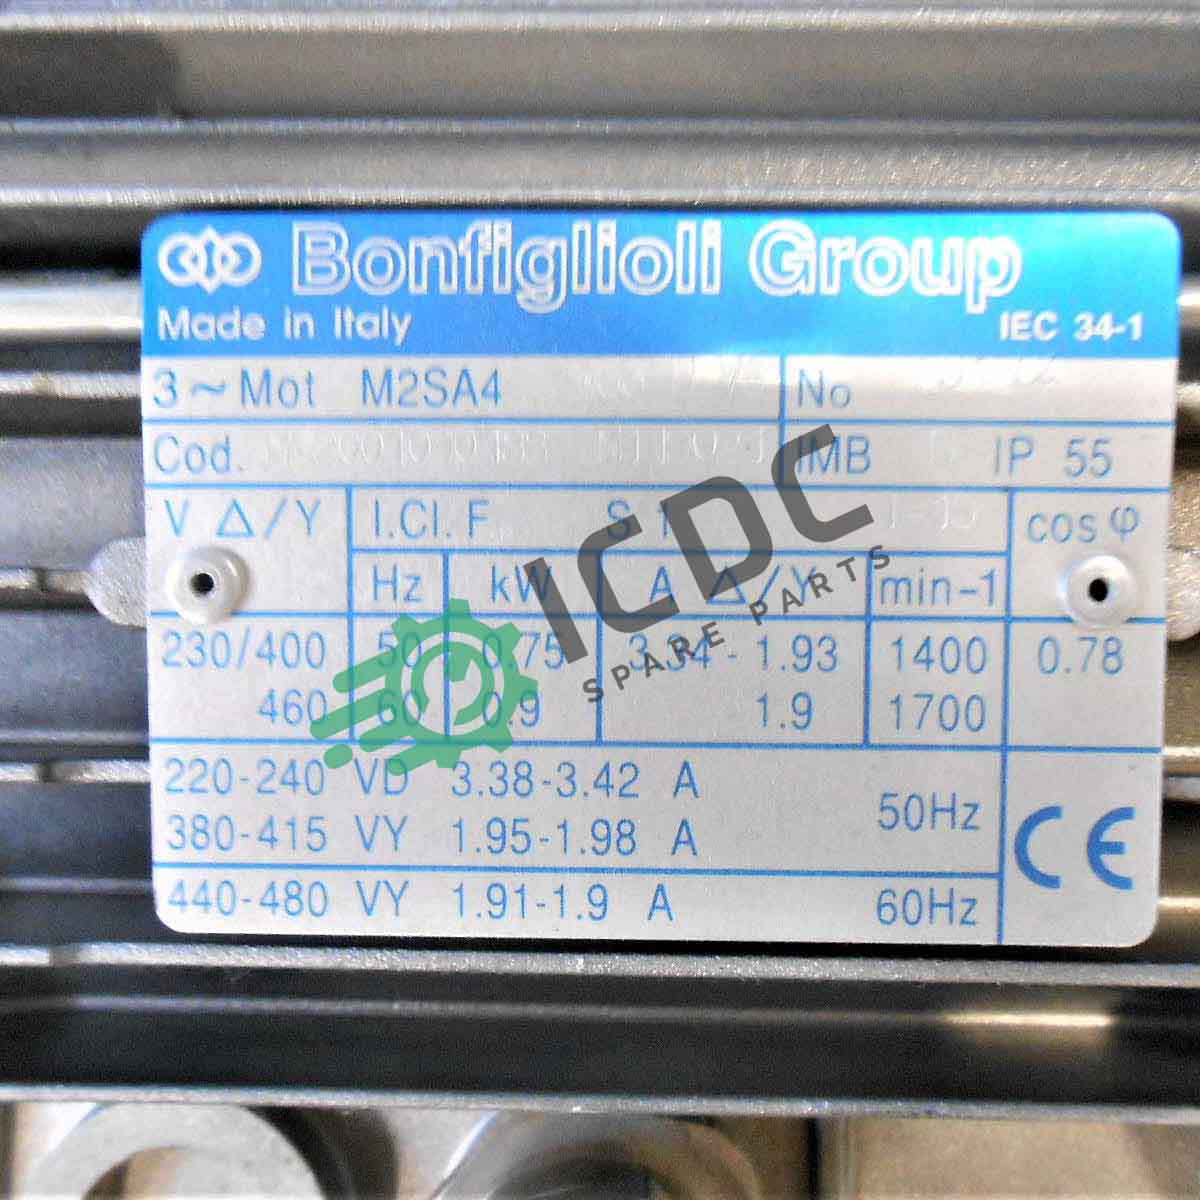 Bonfiglioli Group
Made in Italy IEC 34-1
3 ~ Mot M2SA4 No
Cod. IMB IP 55
V Δ/Y I.Cl. F S 1 cos φ
Hz kW A Δ/Y min-1
230/400 50 0.75 - 1.93 1400 0.78
460 60 0.9 1.9 1700
220-240 VD 3.38-3.42 A
380-415 VY 1.95-1.98 A 50Hz
440-480 VY 1.91-1.9 A 60Hz
CE
ICDC
SPARE PARTS